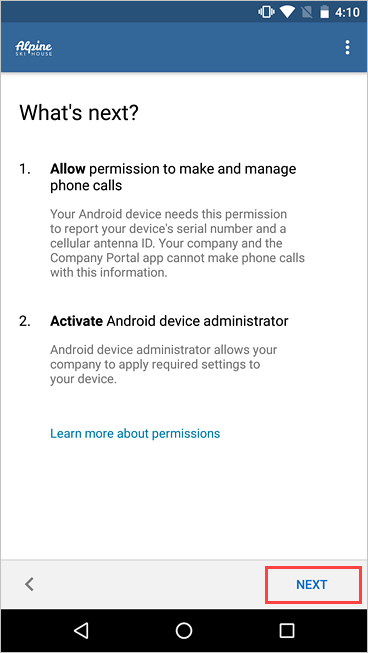 4:10
Alpine
SKI HOUSE
What's next?
1. Allow permission to make and manage
phone calls
Your Android device needs this permission
to report your device's serial number and a
cellular antenna ID. Your company and the
Company Portal app cannot make phone calls
with this information.
2. Activate Android device administrator
Android device administrator allows your
company to apply required settings to
your device.
Learn more about permissions
NEXT